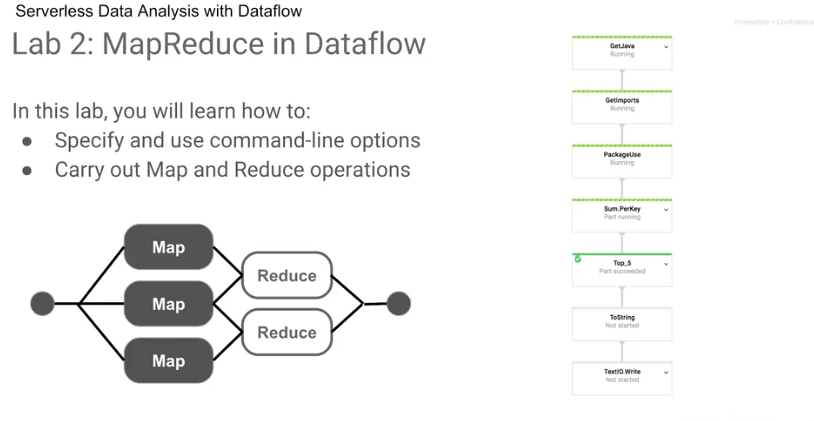 Serverless Data Analysis with Dataflow
Proprietary + Confidential
Lab 2: MapReduce in Dataflow
In this lab, you will learn how to:
● Specify and use command-line options
● Carry out Map and Reduce operations
Map
Map
Map
Reduce
Reduce
GetJava
Running
GetImports
Running
PackageUse
Running
Sum.PerKey
Part running
Top_5
Part succeeded
ToString
Not started
TextIO.Write
Not started